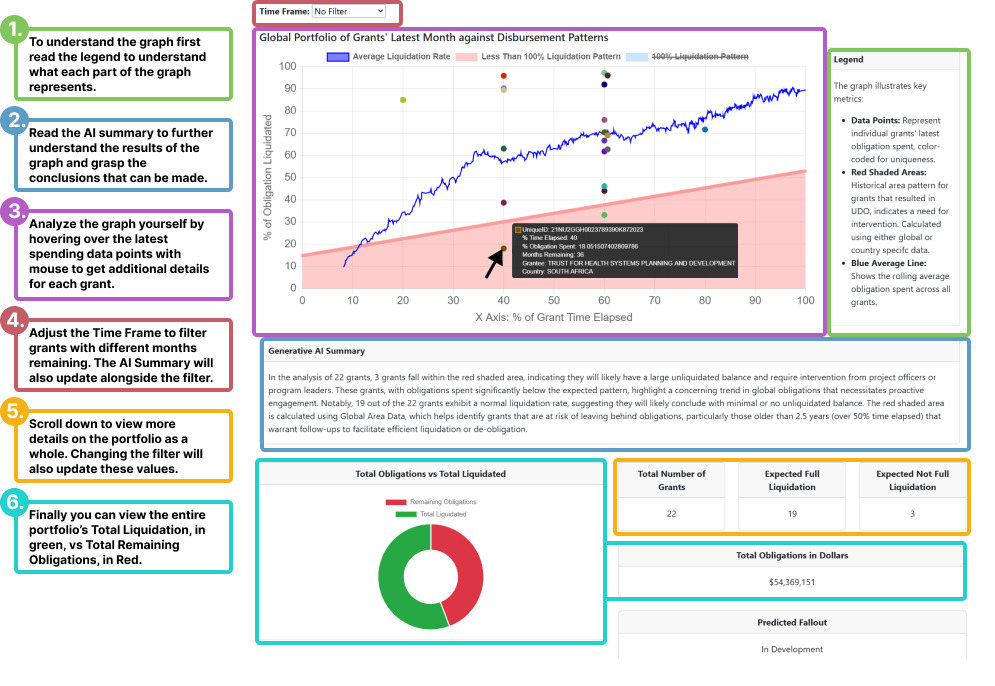 Time Frame: No Filter
1.
To understand the graph first
read the legend to understand
what each part of the graph
represents.
2.
Read the AI summary to further
understand the results of the
graph and grasp the
conclusions that can be made.
3.
Analyze the graph yourself by
hovering over the latest
spending data points with
mouse to get additional details
for each grant.
4.
Adjust the Time Frame to filter
grants with different months
remaining. The AI Summary will
also update alongside the filter.
5.
Scroll down to view more
details on the portfolio as a
whole. Changing the filter will
also update these values.
6.
Finally you can view the entire
portfolio's Total Liquidation, in
green, vs Total Remaining
Obligations, in Red.
Global Portfolio of Grants' Latest Month against Disbursement Patterns
Average Liquidation Rate Less Than 100% Liquidation Pattern 100% Liquidation Pattern
% of Obligation Liquidated
100
90
80
70
60
50
40
30
20
10
0
0 10 20 30 40 50 60 70 80 90 100
X Axis: % of Grant Time Elapsed
UniqueID: 21NU2GGH0023789390K872023
% Time Elapsed: 40
% Obligation Spent: 18.051507402809786
Months Remaining: 36
Grantee: TRUST FOR HEALTH SYSTEMS PLANNING AND DEVELOPMENT
Country: SOUTH AFRICA
Legend
The graph illustrates key
metrics:
• Data Points: Represent
individual grants' latest
obligation spent, color-
coded for uniqueness.
• Red Shaded Areas:
Historical area pattern for
grants that resulted in
UDO, indicates a need for
intervention. Calculated
using either global or
country specifc data.
• Blue Average Line:
Shows the rolling average
obligation spent across all
grants.
Generative AI Summary
In the analysis of 22 grants, 3 grants fall within the red shaded area, indicating they will likely have a large unliquidated balance and require intervention from project officers or
program leaders. These grants, with obligations spent significantly below the expected pattern, highlight a concerning trend in global obligations that necessitates proactive
engagement. Notably, 19 out of the 22 grants exhibit a normal liquidation rate, suggesting they will likely conclude with minimal or no unliquidated balance. The red shaded area
is calculated using Global Area Data, which helps identify grants that are at risk of leaving behind obligations, particularly those older than 2.5 years (over 50% time elapsed) that
warrant follow-ups to facilitate efficient liquidation or de-obligation.
Total Obligations vs Total Liquidated
Remaining Obligations
Total Liquidated
Total Number of
Grants
22
Expected Full
Liquidation
19
Expected Not Full
Liquidation
3
Total Obligations in Dollars
$54,369,151
Predicted Fallout
In Development